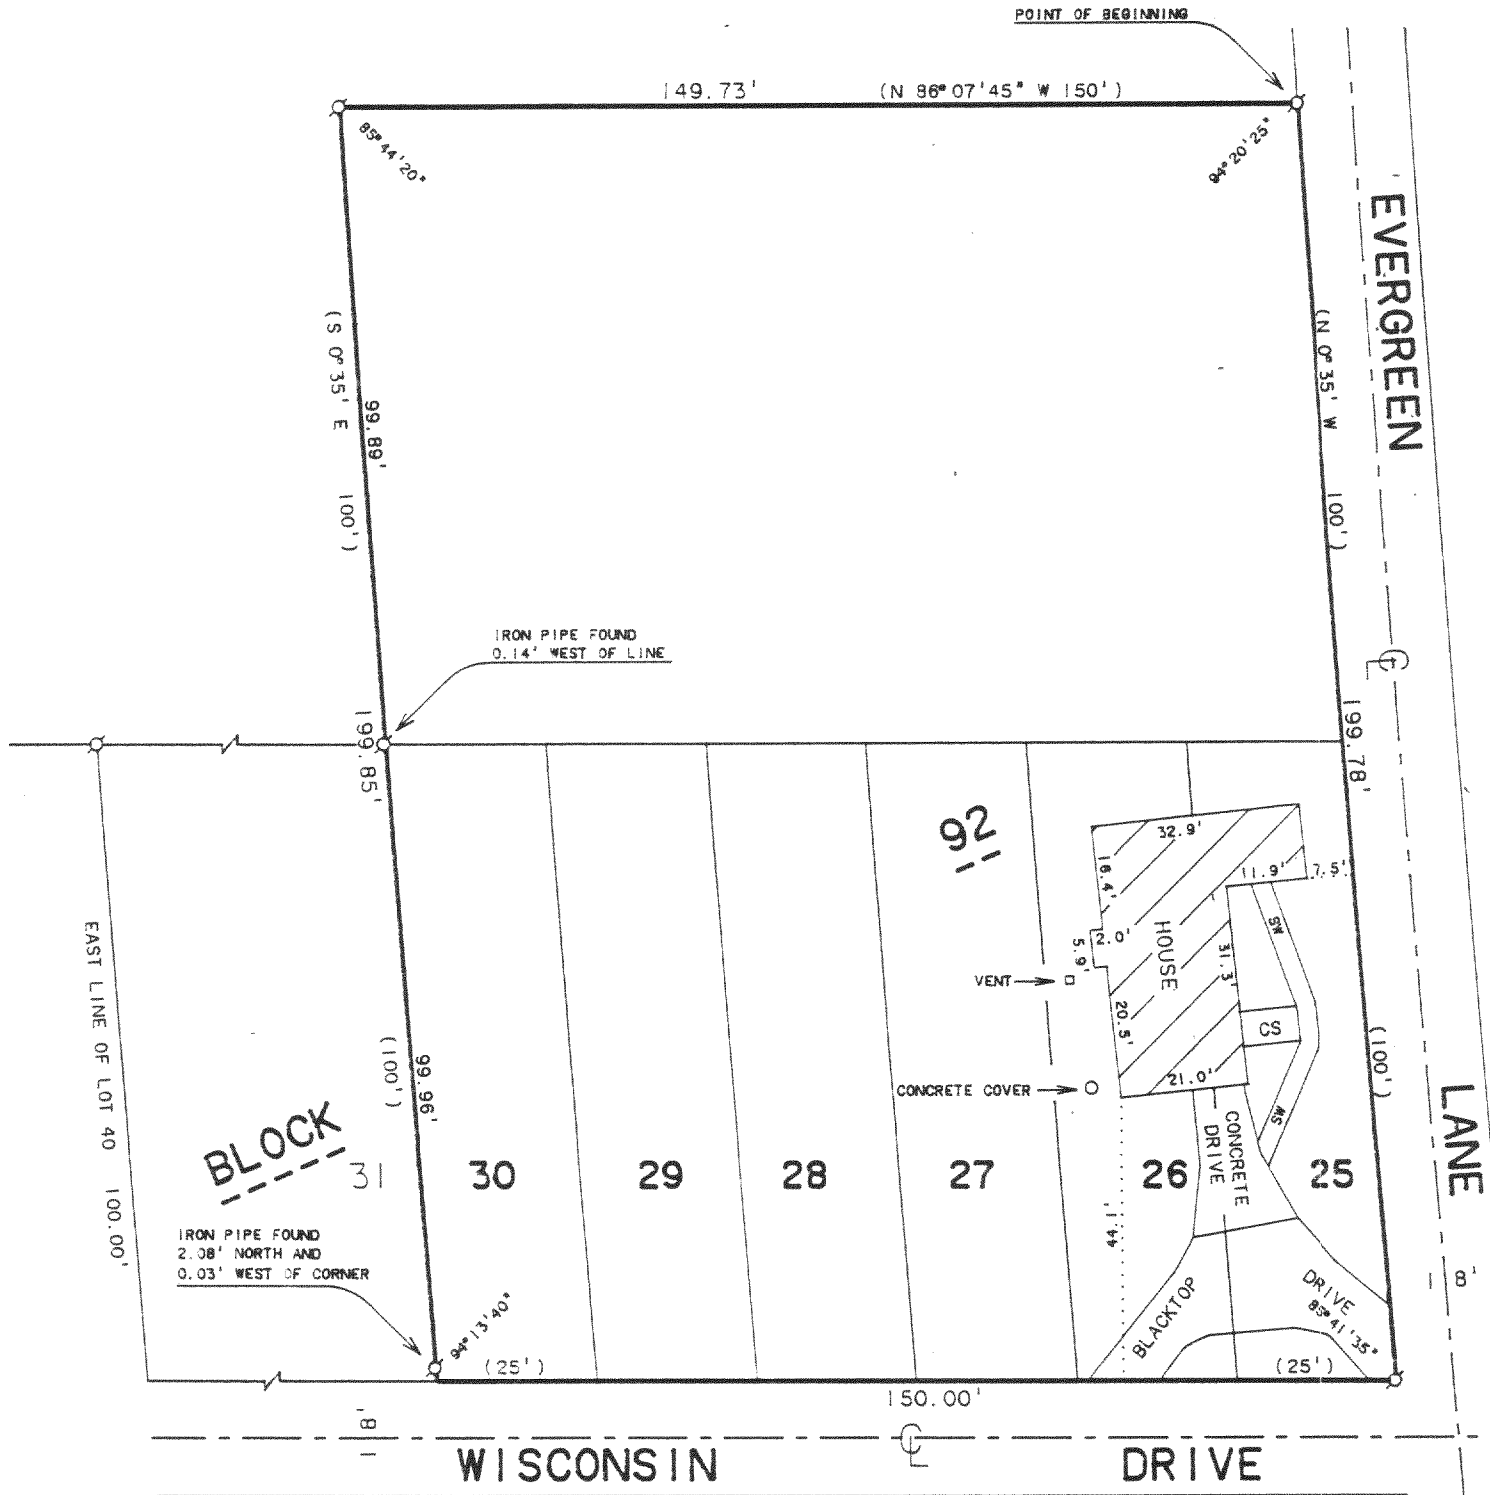 POINT OF BEGINNING
149.73' (N 86°07'45" W 150')
85°44'20"
94°20'25"
EVERGREEN
(S 0°35' E 100')
99.89'
(N 0°35' W 100')
IRON PIPE FOUND
0.14' WEST OF LINE
199.85'
199.78'
92
32.9'
16.4'
11.9'
7.5'
2.0'
5.9'
HOUSE
31.3'
SW
VENT
20.5'
CS
EAST LINE OF LOT 40 100.00'
(100')
99.96'
(100')
CONCRETE COVER
21.0'
SW
CONCRETE
DRIVE
LANE
BLOCK
31
30
29
28
27
26
25
44.1'
IRON PIPE FOUND
2.08' NORTH AND
0.03' WEST OF CORNER
18'
BLACKTOP
DRIVE
85°41'35"
94°13'40"
(25')
(25')
150.00'
18'
WISCONSIN DRIVE